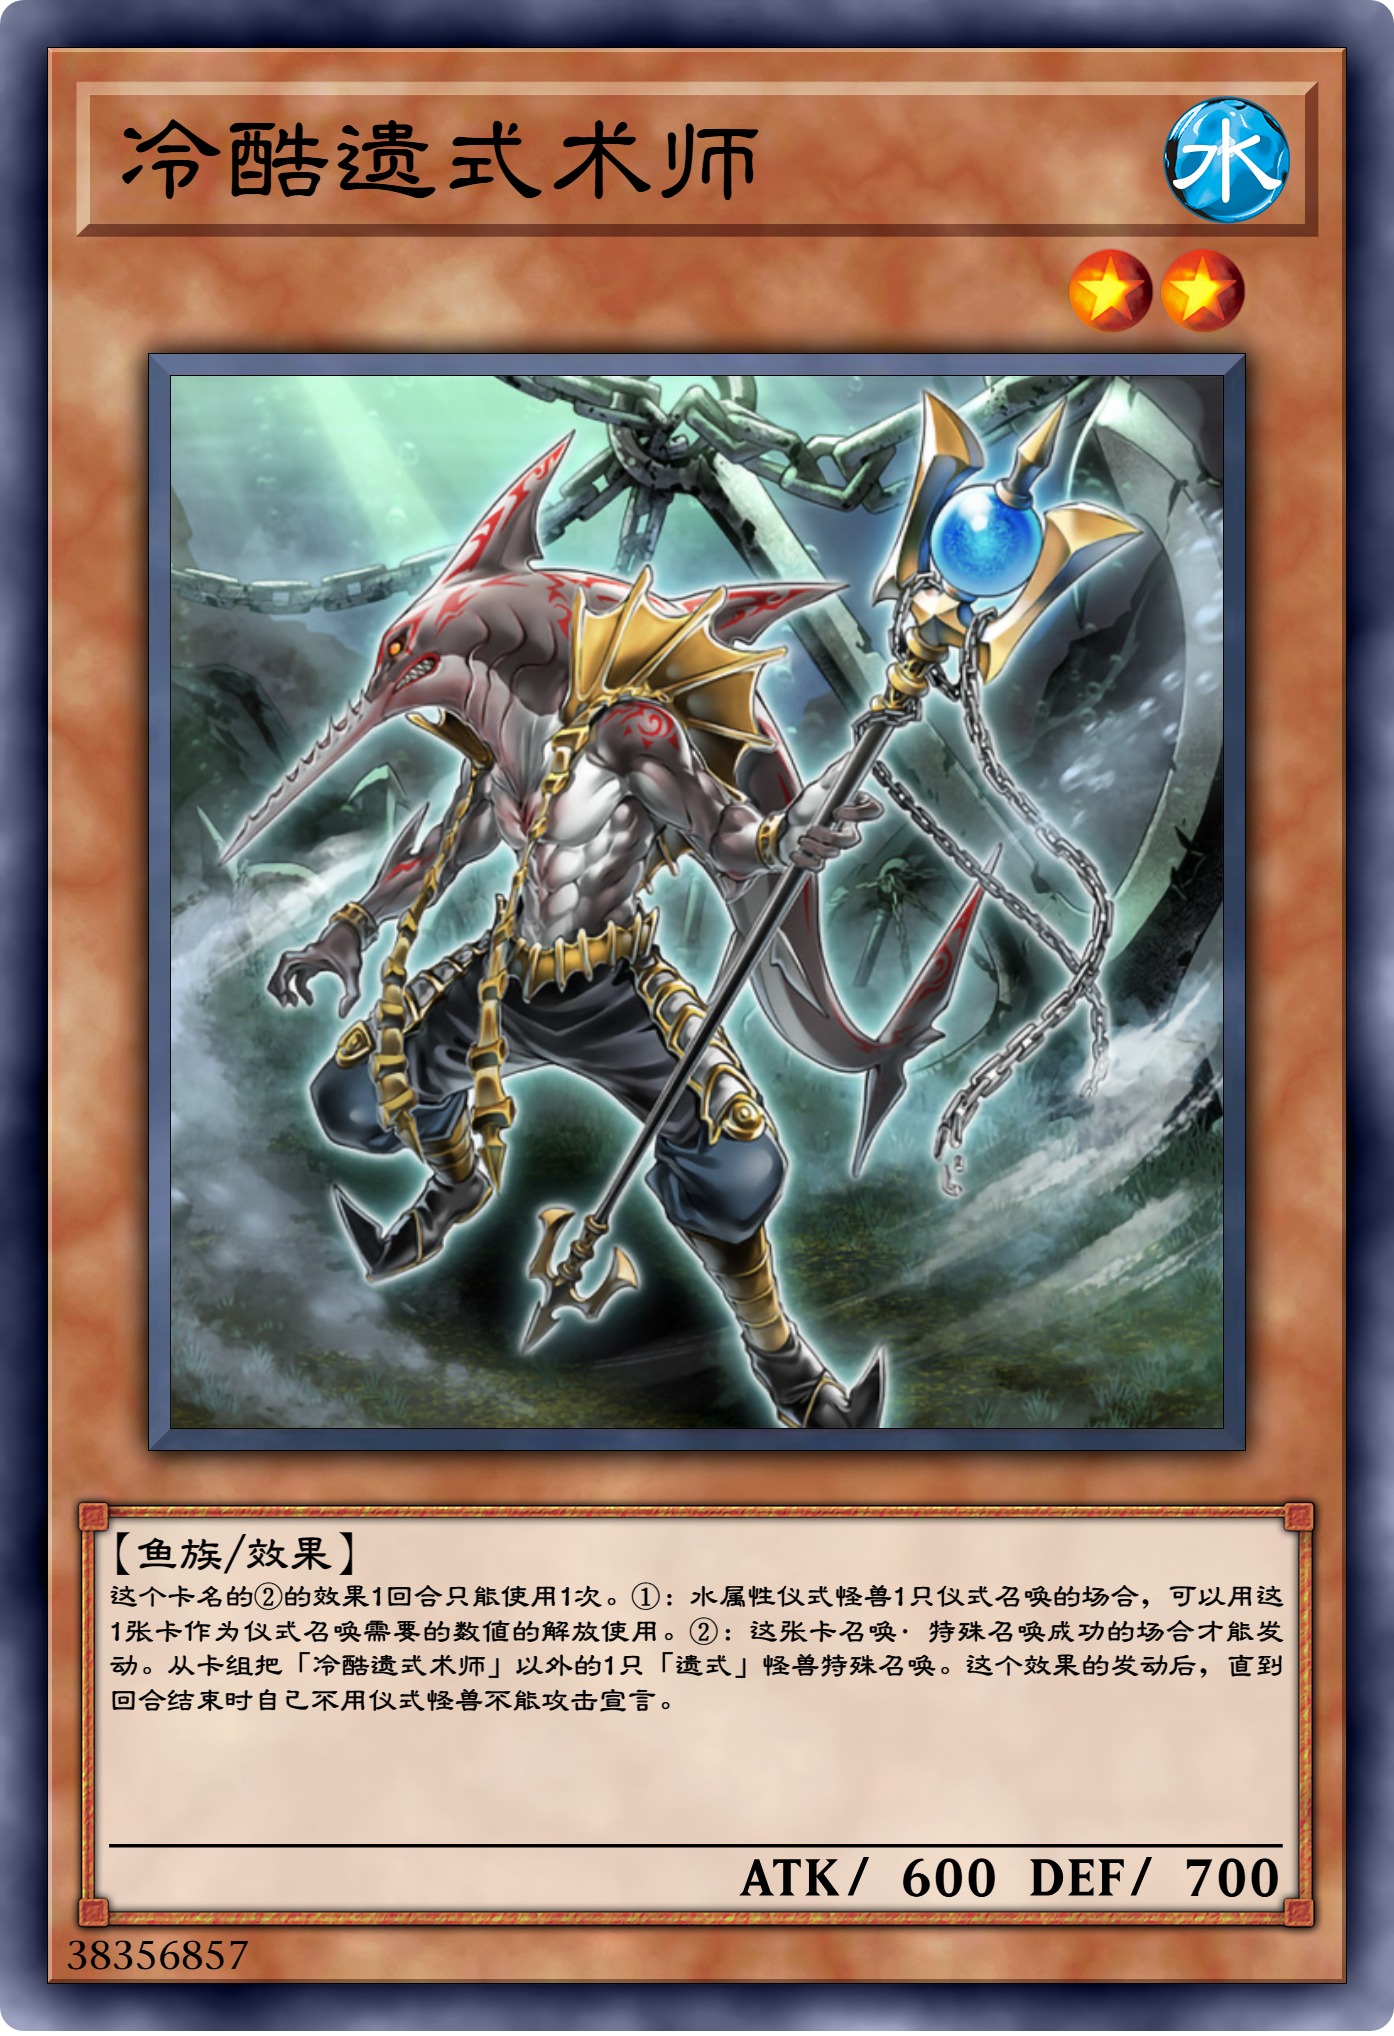 冷酷遗式术师
水
【鱼族/效果】
这个卡名的②的效果1回合只能使用1次。①：水属性仪式怪兽1只仪式召唤的场合，可以用这
1张卡作为仪式召唤需要的数值的解放使用。②：这张卡召唤·特殊召唤成功的场合才能发
动。从卡组把「冷酷遗式术师」以外的1只「遗式」怪兽特殊召唤。这个效果的发动后，直到
回合结束时自己不用仪式怪兽不能攻击宣言。
ATK/ 600 DEF/ 700
38356857